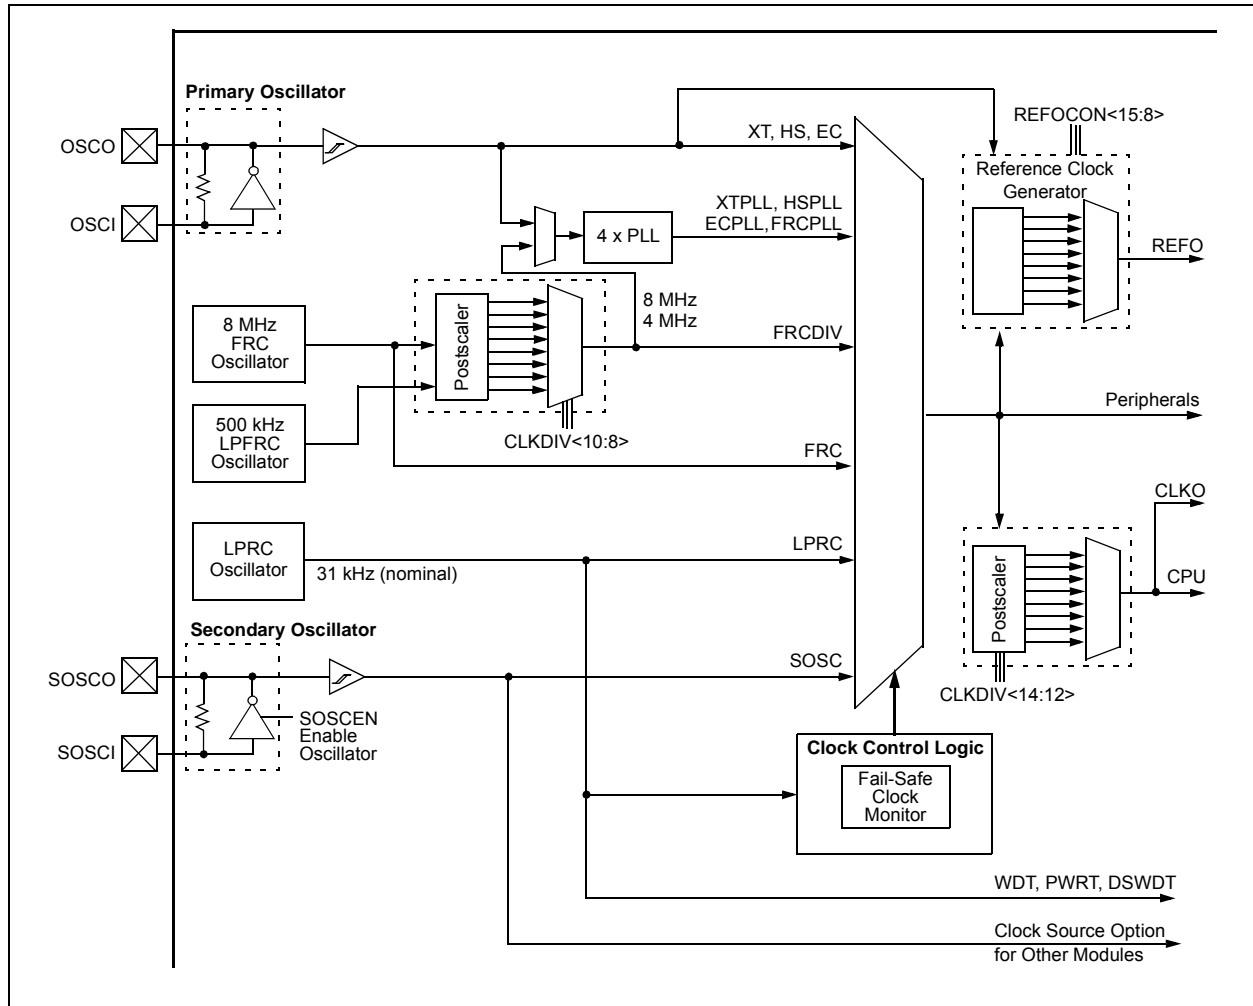 Primary Oscillator
OSCO
OSCI
XT, HS, EC
REFOCON<15:8>
Reference Clock
Generator
REFO
XTPLL, HSPLL
ECPLL,FRCPLL
4 x PLL
8 MHz
FRC
Oscillator
Postscaler
8 MHz
4 MHz
FRCDIV
500 kHz
LPFRC
Oscillator
CLKDIV<10:8>
FRC
Peripherals
CLKO
CPU
LPRC
Oscillator
31 kHz (nominal)
LPRC
Postscaler
CLKDIV<14:12>
Secondary Oscillator
SOSCO
SOSCI
SOSCEN
Enable
Oscillator
SOSC
Clock Control Logic
Fail-Safe
Clock
Monitor
WDT, PWRT, DSWDT
Clock Source Option
for Other Modules